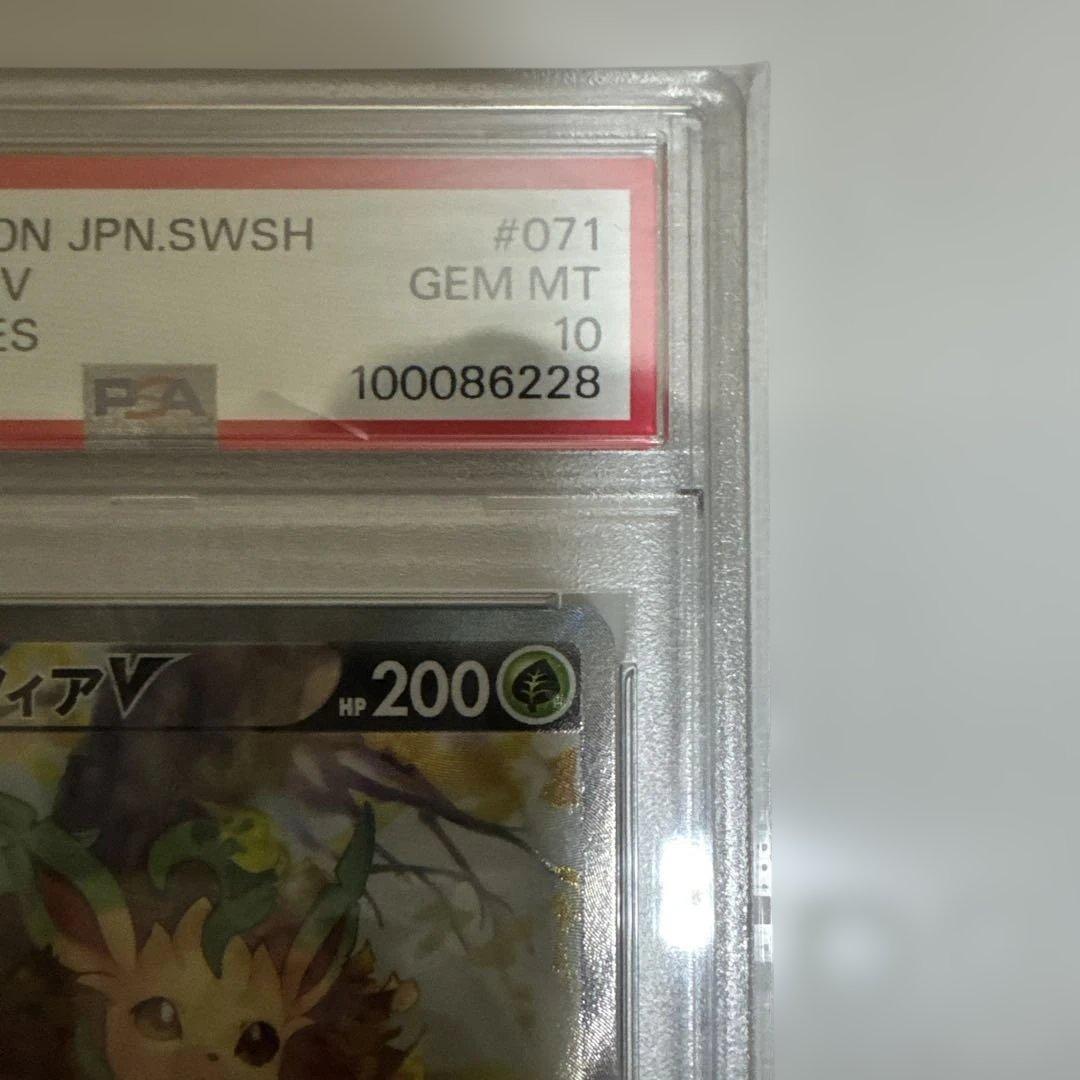 ON JPN.SWSH #071
V GEM MT
ES 10
PSA 100086228
ィアV HP 200